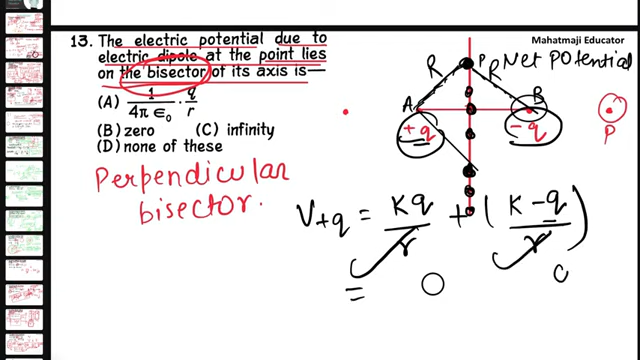 Mahatmaji Educator
13. The electric potential due to
electric dipole at the point lies
on the bisector of its axis is—
(A) 1/4π ∈₀ · q/r
(B) zero (C) infinity
(D) none of these
Perpendicular
bisector.
P Net Potential
R R
A B
+q -q
P
V+q = Kq/r + (K-q/r)
= 0